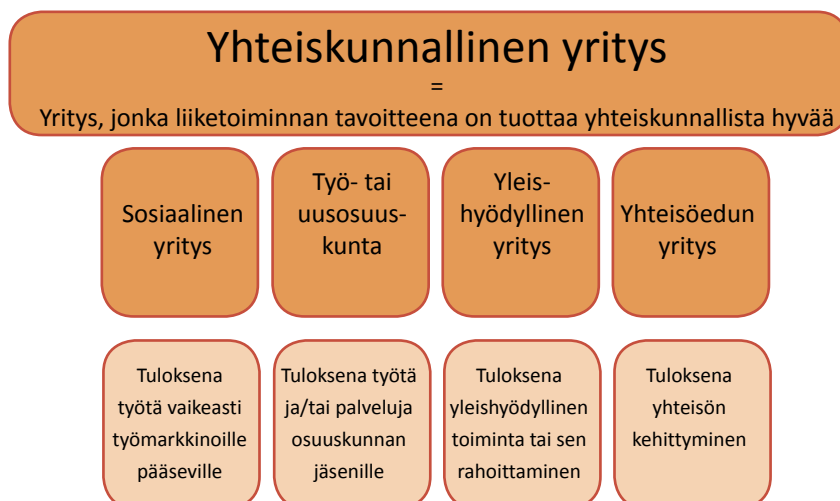 Yhteiskunnallinen yritys
=
Yritys, jonka liiketoiminnan tavoitteena on tuottaa yhteiskunnallista hyvää
Sosiaalinen
yritys
Työ- tai
uusosuus-
kunta
Yleis-
hyödyllinen
yritys
Yhteisöedun
yritys
Tuloksena
työtä vaikeasti
työmarkkinoille
pääseville
Tuloksena työtä
ja/tai palveluja
osuuskunnan
jäsenille
Tuloksena
yleishyödyllinen
toiminta tai sen
rahoittaminen
Tuloksena
yhteisön
kehittyminen